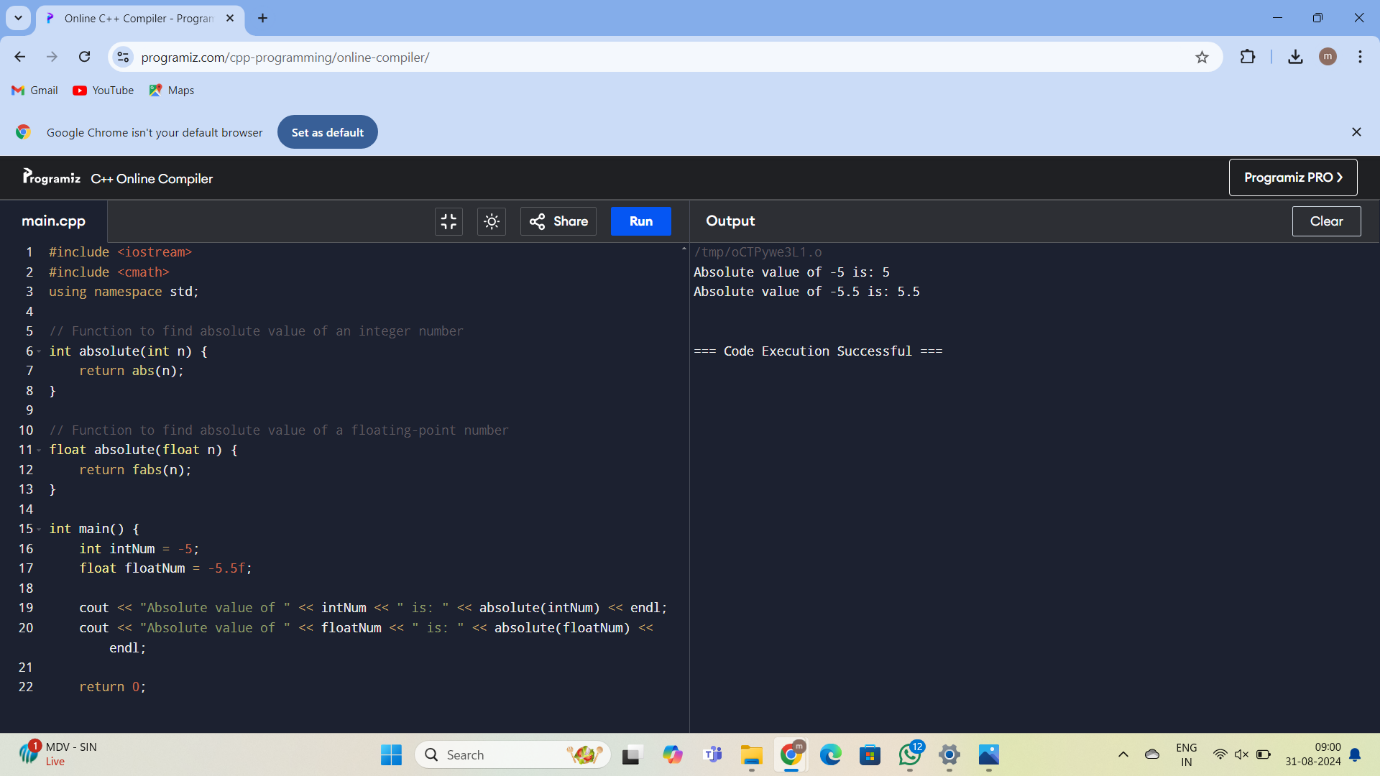 Online C++ Compiler - Program
programiz.com/cpp-programming/online-compiler/
m
Gmail YouTube Maps
Google Chrome isn't your default browser Set as default
Programiz C++ Online Compiler Programiz PRO >
main.cpp Share Run Output Clear
1 #include <iostream>
2 #include <cmath>
3 using namespace std;
4
5 // Function to find absolute value of an integer number
6 int absolute(int n) {
7 return abs(n);
8 }
9
10 // Function to find absolute value of a floating-point number
11 float absolute(float n) {
12 return fabs(n);
13 }
14
15 int main() {
16 int intNum = -5;
17 float floatNum = -5.5f;
18
19 cout << "Absolute value of " << intNum << " is: " << absolute(intNum) << endl;
20 cout << "Absolute value of " << floatNum << " is: " << absolute(floatNum) <<
endl;
21
22 return 0;
/tmp/oCTPywe3L1.o
Absolute value of -5 is: 5
Absolute value of -5.5 is: 5.5
=== Code Execution Successful ===
1 MDV - SIN
Live
Search
m
12
ENG
IN
09:00
31-08-2024